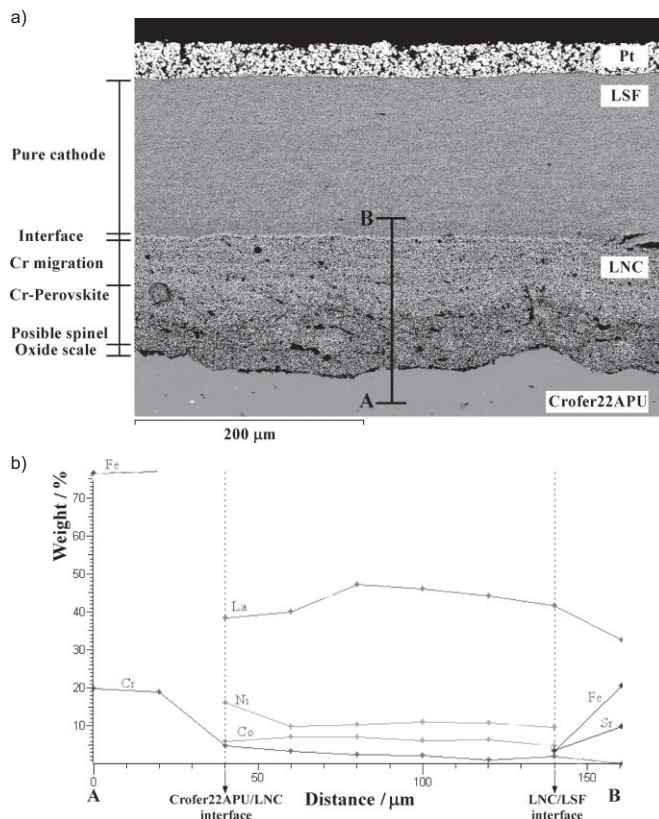 a)
Pt
LSF
Pure cathode
B
Interface
LNC
Cr migration
Cr-Perovskite
Posible spinel
Oxide scale
A
Crofer22APU
200 µm
b)
Fe
Weight / %
70
60
50
La
40
30
Cr
20
Ni
Fe
Sr
Co
10
0
50
100
150
A
Crofer22APU/LNC
interface
Distance / µm
LNC/LSF
interface
B